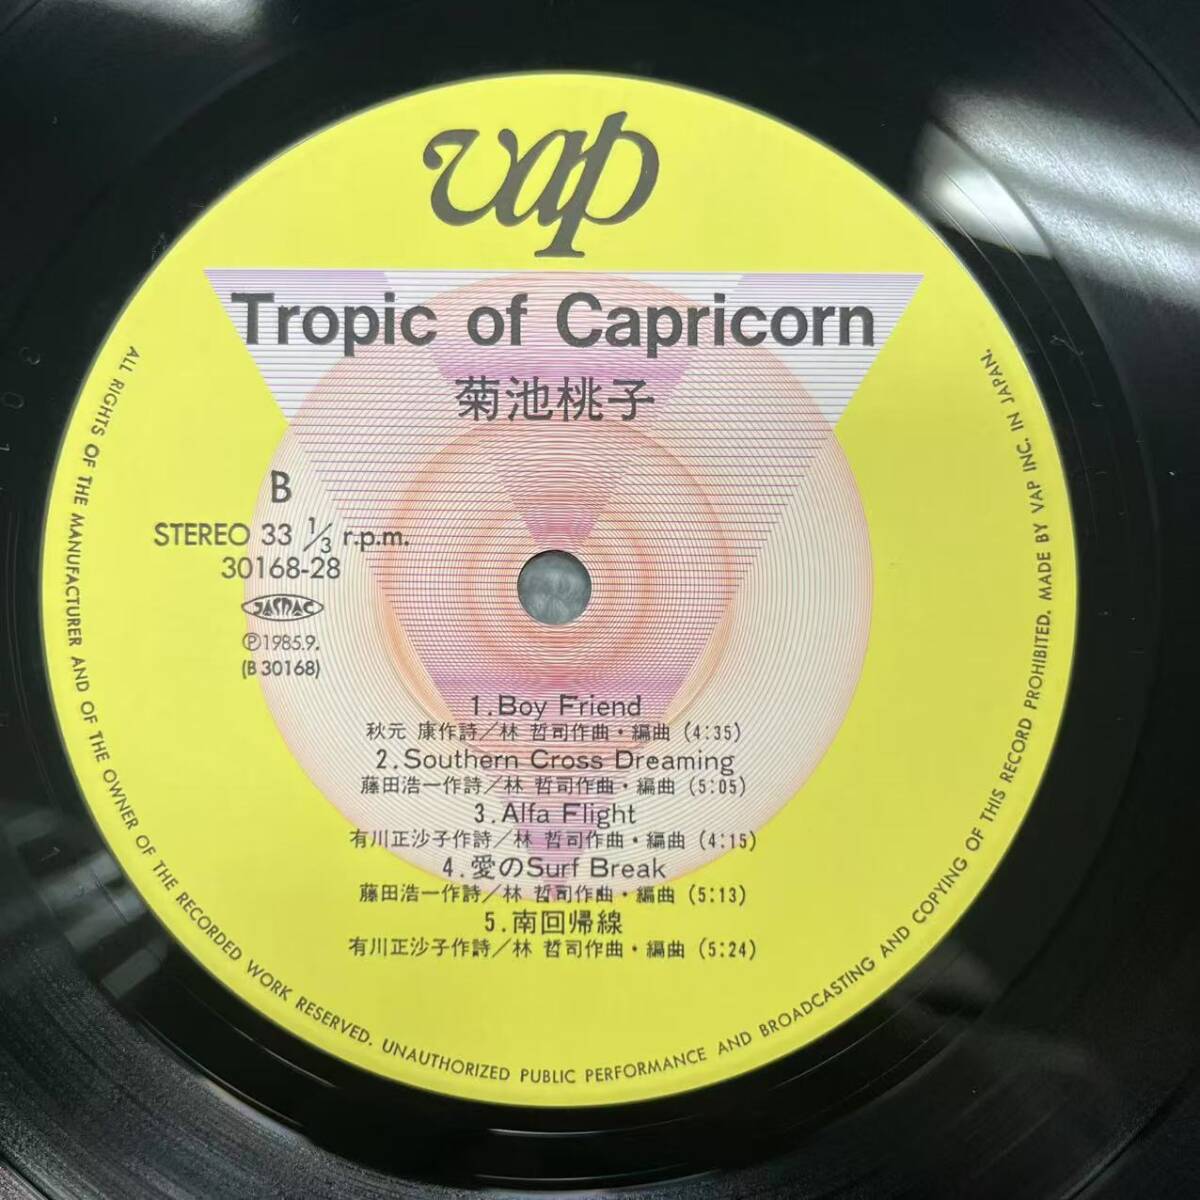 vap
Tropic of Capricorn
菊池桃子
B
STEREO 33 1/3 r.p.m.
30168-28
JASRAC
Ⓟ1985.9.
(B 30168)
1.Boy Friend
秋元 康作詩/林 哲司作曲・編曲 (4:35)
2.Southern Cross Dreaming
藤田浩一作詩/林 哲司作曲・編曲 (5:05)
3.Alfa Flight
有川正沙子作詩/林 哲司作曲・編曲 (4:15)
4.愛のSurf Break
藤田浩一作詩/林 哲司作曲・編曲 (5:13)
5.南回帰線
有川正沙子作詩/林 哲司作曲・編曲 (5:24)
ALL RIGHTS OF THE MANUFACTURER AND OF THE OWNER OF THE RECORDED WORK RESERVED. UNAUTHORIZED PUBLIC PERFORMANCE AND BROADCASTING AND COPYING OF THIS RECORD PROHIBITED. MADE BY VAP INC. IN JAPAN.